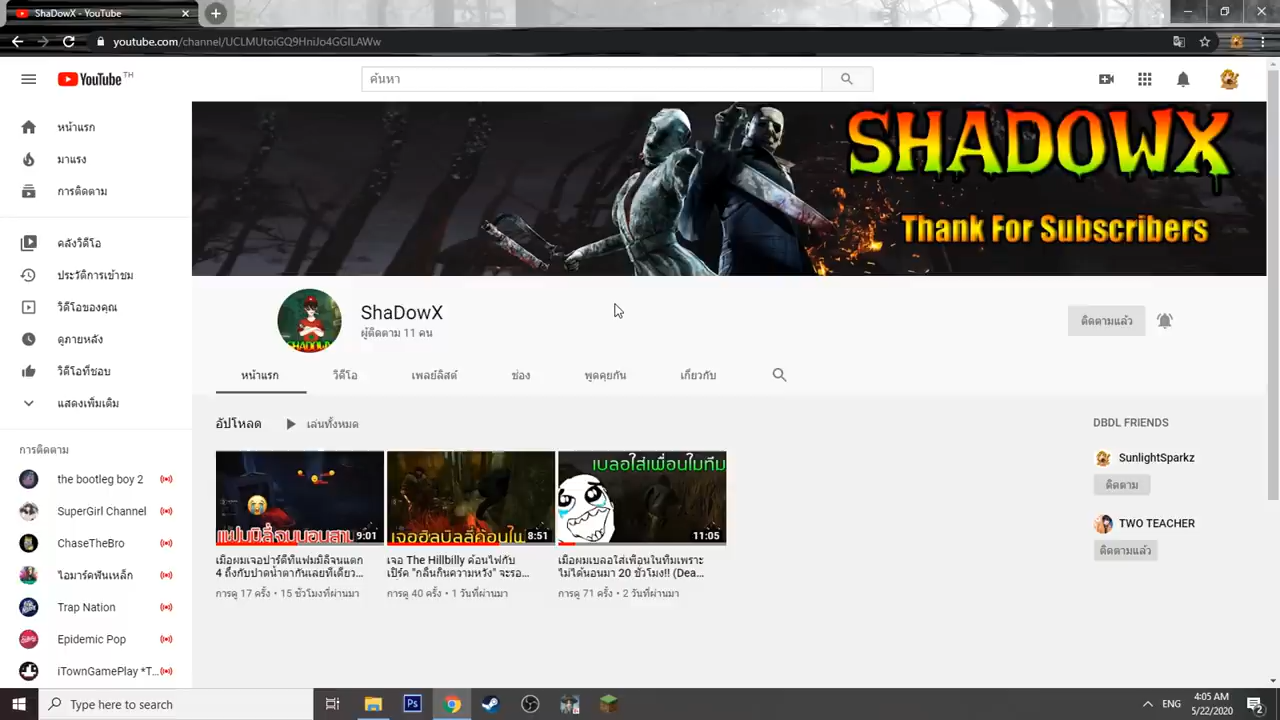 ShaDowX - YouTube
youtube.com/channel/UCLMUtoiGQ9HniJo4GGILAWw
YouTube TH
ค้นหา
หน้าแรก
มาแรง
การติดตาม
คลังวิดีโอ
ประวัติการเข้าชม
วิดีโอของคุณ
ดูภายหลัง
วิดีโอที่ชอบ
แสดงเพิ่มเติม
การติดตาม
the bootleg boy 2
SuperGirl Channel
ChaseTheBro
ไอมาร์คฟันเหล็ก
Trap Nation
Epidemic Pop
iTownGamePlay *T...
SHADOWX
Thank For Subscribers
SHADOWX
ShaDowX
ผู้ติดตาม 11 คน
ติดตามแล้ว
หน้าแรก
วิดีโอ
เพลย์ลิสต์
ช่อง
พูดคุยกัน
เกี่ยวกับ
อัปโหลด
เล่นทั้งหมด
9:01
เมื่อผมเจอปาร์ตี้ที่แฟมมิลี่จนแตก
4 ถึงกับปาดน้ำตากันเลยทีเดียว...
การดู 17 ครั้ง • 15 ชั่วโมงที่ผ่านมา
เจอฮิลบิลลี่ค้อนไฟ
8:51
เจอ The Hillbilly ค้อนไฟกับ
เปิร์ค "กลืนกินความหวัง" จะรอ...
การดู 40 ครั้ง • 1 วันที่ผ่านมา
เบลอใส่เพื่อนในทีม
11:05
เมื่อผมเบลอใส่เพื่อนในทีมเพราะ
ไม่ได้นอนมา 20 ชั่วโมง!! (Dea...
การดู 71 ครั้ง • 2 วันที่ผ่านมา
DBDL FRIENDS
SunlightSparkz
ติดตาม
TWO TEACHER
ติดตาม
Type here to search
Ps
ENG
4:05 AM
5/22/2020
2